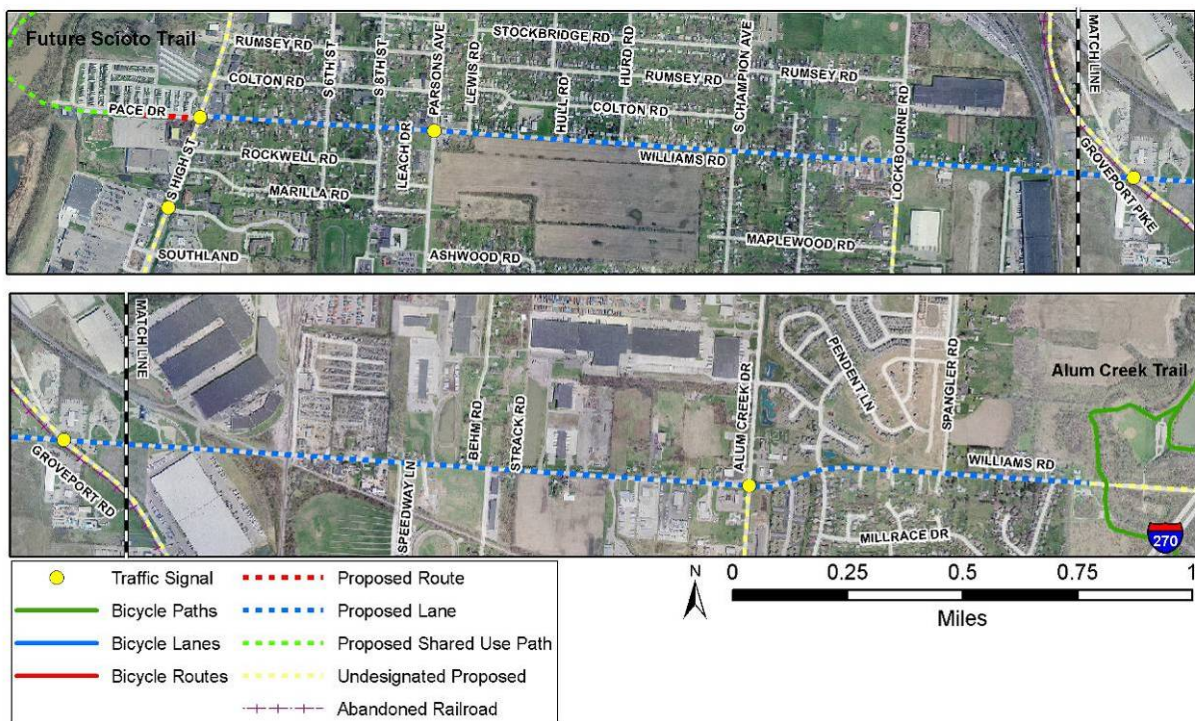 Future Scioto Trail
RUMSEY RD
COLTON RD
PACE DR
S HIGH ST
ROCKWELL RD
MARILLA RD
SOUTHLAND
S 6TH ST
S 8TH ST
LEACH DR
PARSONS AVE
LEWIS RD
STOCKBRIDGE RD
HULL RD
HURD RD
RUMSEY RD
COLTON RD
S CHAMPION AVE
RUMSEY RD
WILLIAMS RD
LOCKBOURNE RD
ASHWOOD RD
MAPLEWOOD RD
MATCH LINE
GROVEPORT PIKE
MATCH LINE
GROVEPORT RD
SPEEDWAY LN
BEHM RD
STRACK RD
ALUM CREEK DR
PENDENT LN
SPANGLER RD
WILLIAMS RD
MILLRACE DR
Alum Creek Trail
270
Traffic Signal
Bicycle Paths
Bicycle Lanes
Bicycle Routes
Proposed Route
Proposed Lane
Proposed Shared Use Path
Undesignated Proposed
Abandoned Railroad
N
0 0.25 0.5 0.75 1
Miles